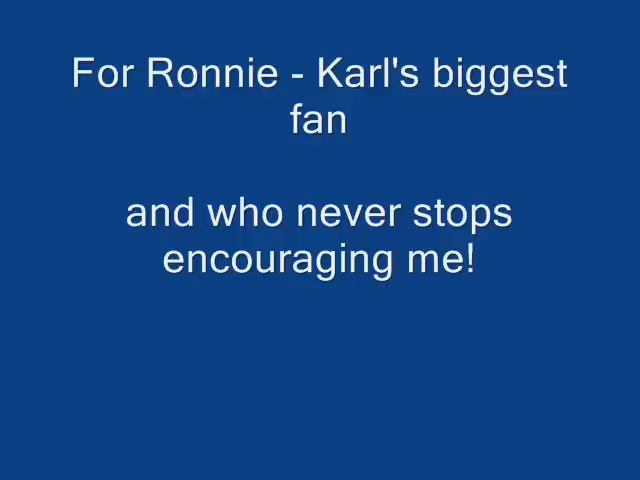 For Ronnie - Karl's biggest
fan
and who never stops
encouraging me!